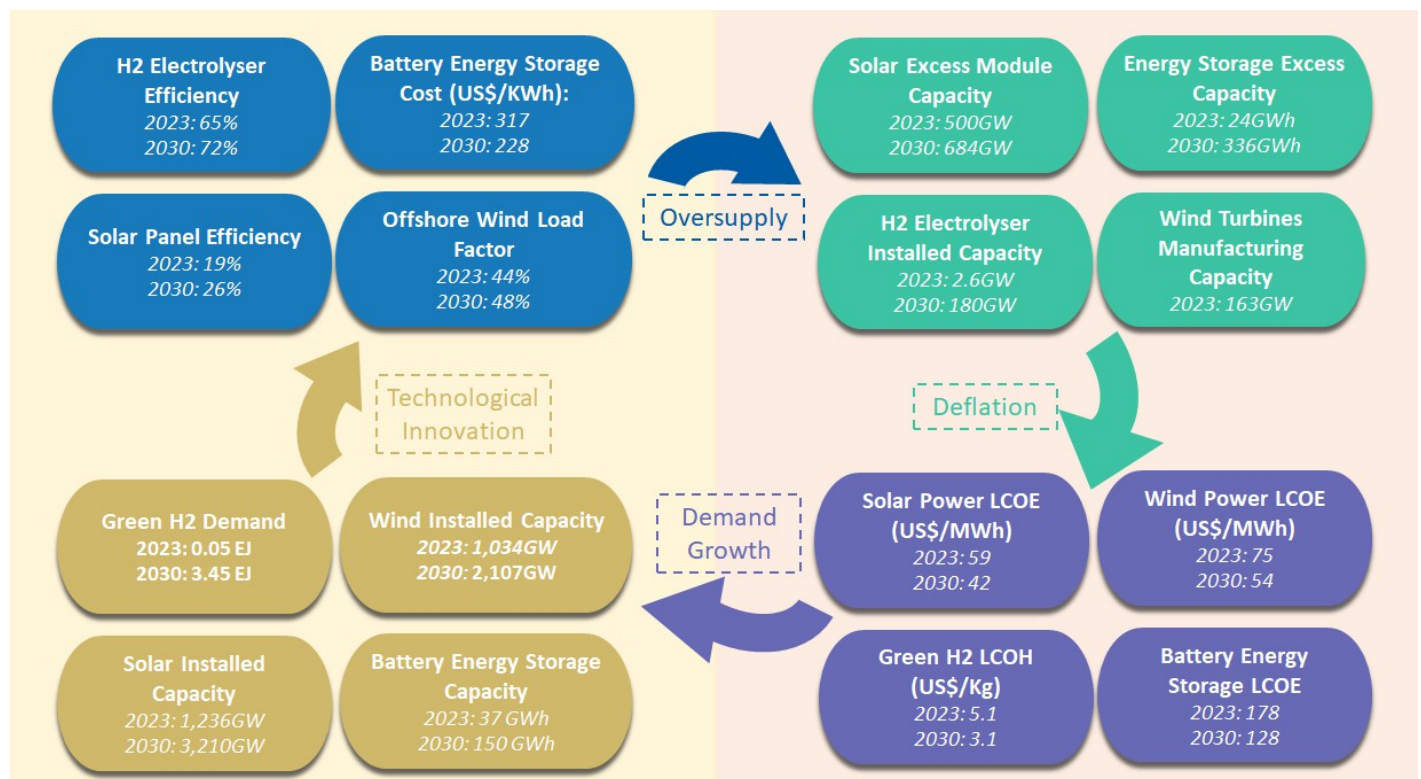 H2 Electrolyser
Efficiency
2023: 65%
2030: 72%
Battery Energy Storage
Cost (US$/KWh):
2023: 317
2030: 228
Solar Panel Efficiency
2023: 19%
2030: 26%
Offshore Wind Load
Factor
2023: 44%
2030: 48%
Oversupply
Solar Excess Module
Capacity
2023: 500GW
2030: 684GW
Energy Storage Excess
Capacity
2023: 24GWh
2030: 336GWh
H2 Electrolyser
Installed Capacity
2023: 2.6GW
2030: 180GW
Wind Turbines
Manufacturing
Capacity
2023: 163GW
Deflation
Solar Power LCOE
(US$/MWh)
2023: 59
2030: 42
Wind Power LCOE
(US$/MWh)
2023: 75
2030: 54
Green H2 LCOH
(US$/Kg)
2023: 5.1
2030: 3.1
Battery Energy
Storage LCOE
2023: 178
2030: 128
Demand
Growth
Green H2 Demand
2023: 0.05 EJ
2030: 3.45 EJ
Wind Installed Capacity
2023: 1,034GW
2030: 2,107GW
Solar Installed
Capacity
2023: 1,236GW
2030: 3,210GW
Battery Energy Storage
Capacity
2023: 37 GWh
2030: 150 GWh
Technological
Innovation